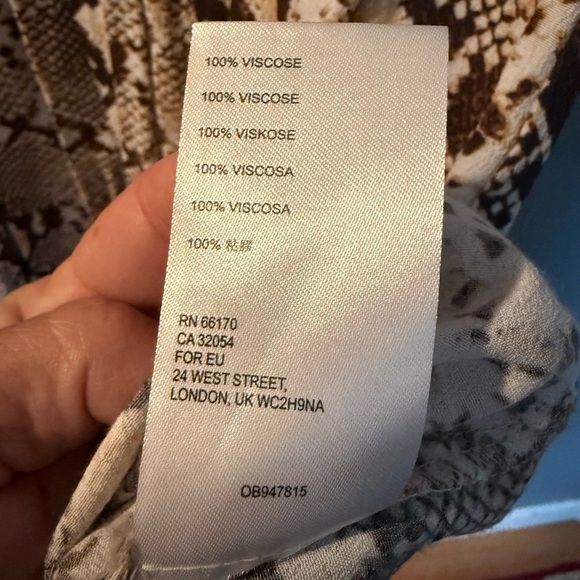 100% VISCOSE
100% VISCOSE
100% VISKOSE
100% VISCOSA
100% VISCOSA
100% 粘膠
RN 66170
CA 32054
FOR EU
24 WEST STREET,
LONDON, UK WC2H9NA
OB947815